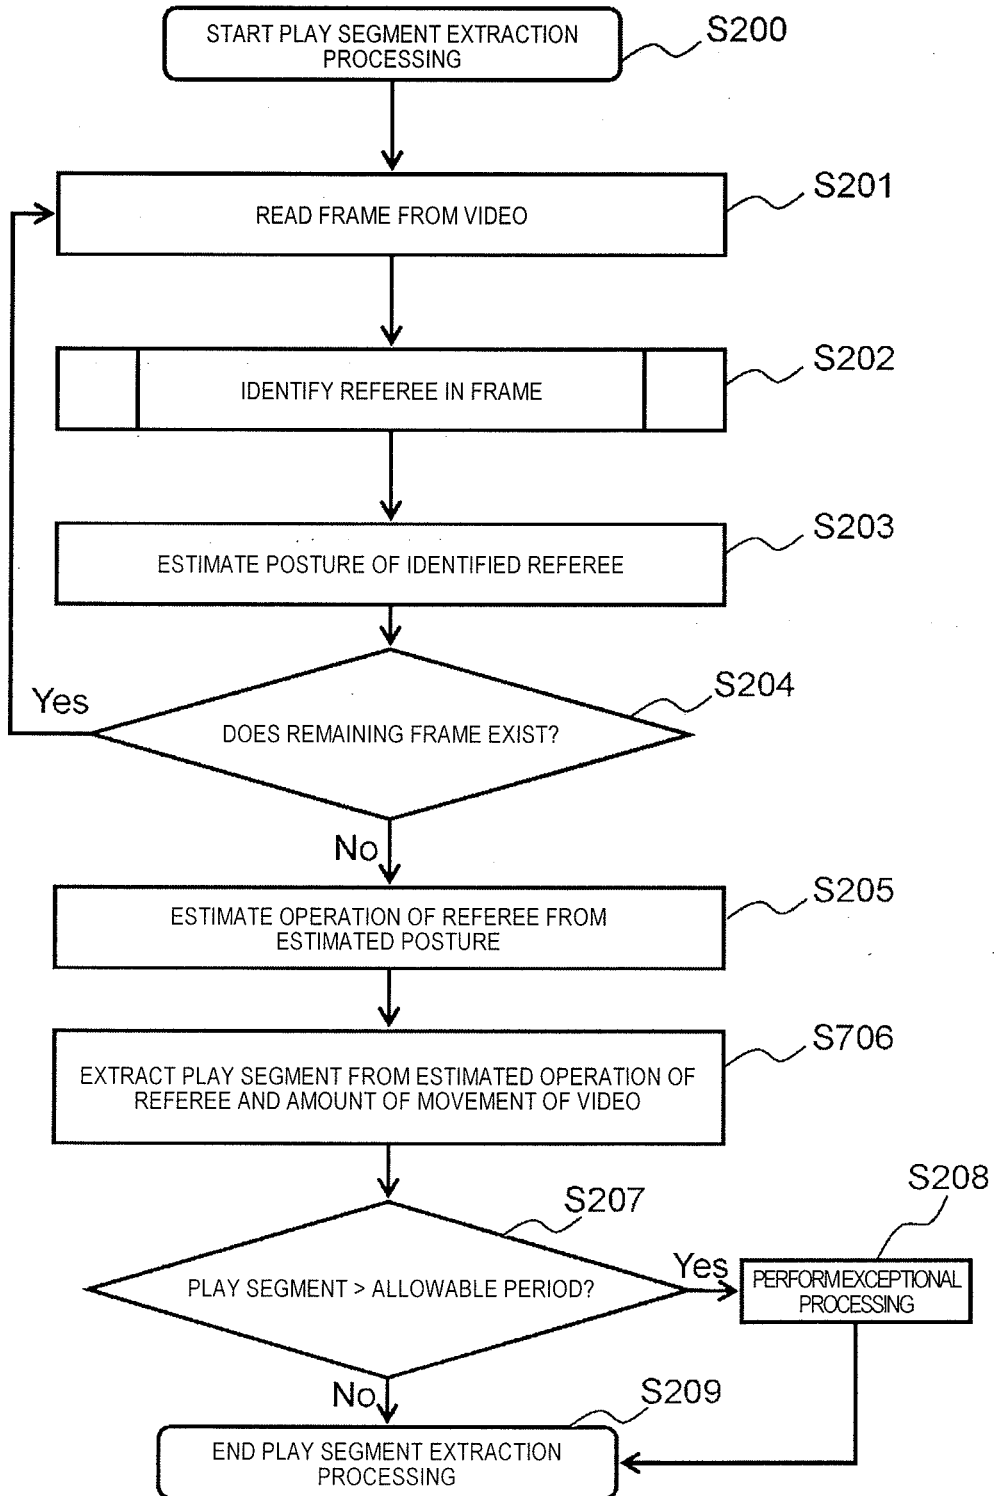 START PLAY SEGMENT EXTRACTION
PROCESSING
S200
READ FRAME FROM VIDEO
S201
IDENTIFY REFEREE IN FRAME
S202
ESTIMATE POSTURE OF IDENTIFIED REFEREE
S203
DOES REMAINING FRAME EXIST?
S204
Yes
No
ESTIMATE OPERATION OF REFEREE FROM
ESTIMATED POSTURE
S205
EXTRACT PLAY SEGMENT FROM ESTIMATED OPERATION OF
REFEREE AND AMOUNT OF MOVEMENT OF VIDEO
S706
PLAY SEGMENT > ALLOWABLE PERIOD?
S207
Yes
PERFORM EXCEPTIONAL
PROCESSING
S208
No
END PLAY SEGMENT EXTRACTION
PROCESSING
S209